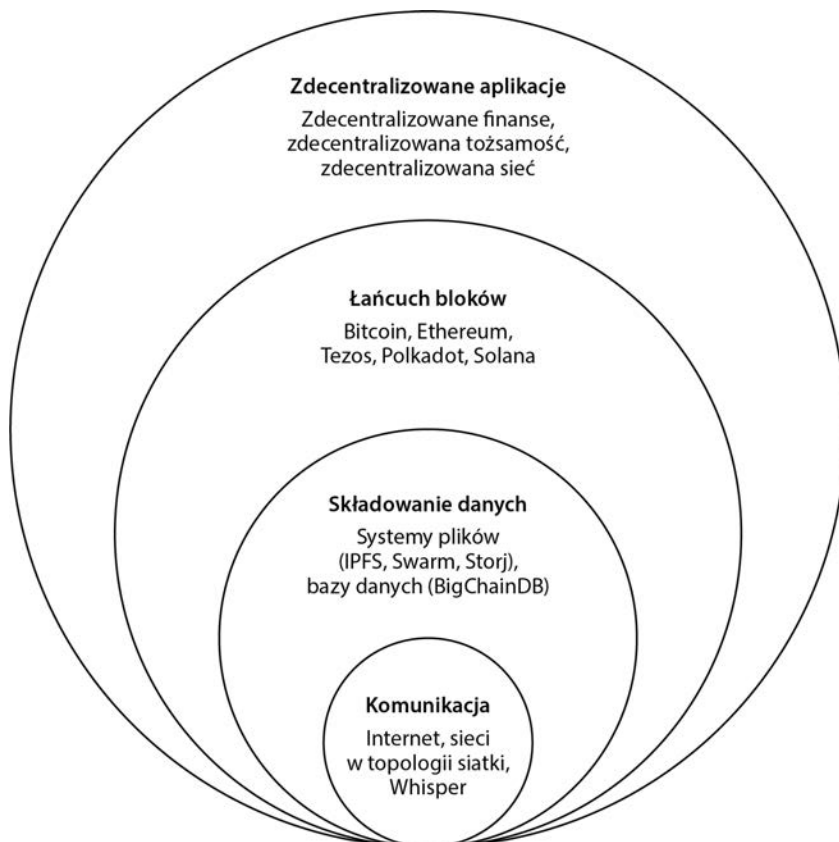 Zdecentralizowane aplikacje
Zdecentralizowane finanse,
zdecentralizowana tożsamość,
zdecentralizowana sieć
Łańcuch bloków
Bitcoin, Ethereum,
Tezos, Polkadot, Solana
Składowanie danych
Systemy plików
(IPFS, Swarm, Storj),
bazy danych (BigChainDB)
Komunikacja
Internet, sieci
w topologii siatki,
Whisper